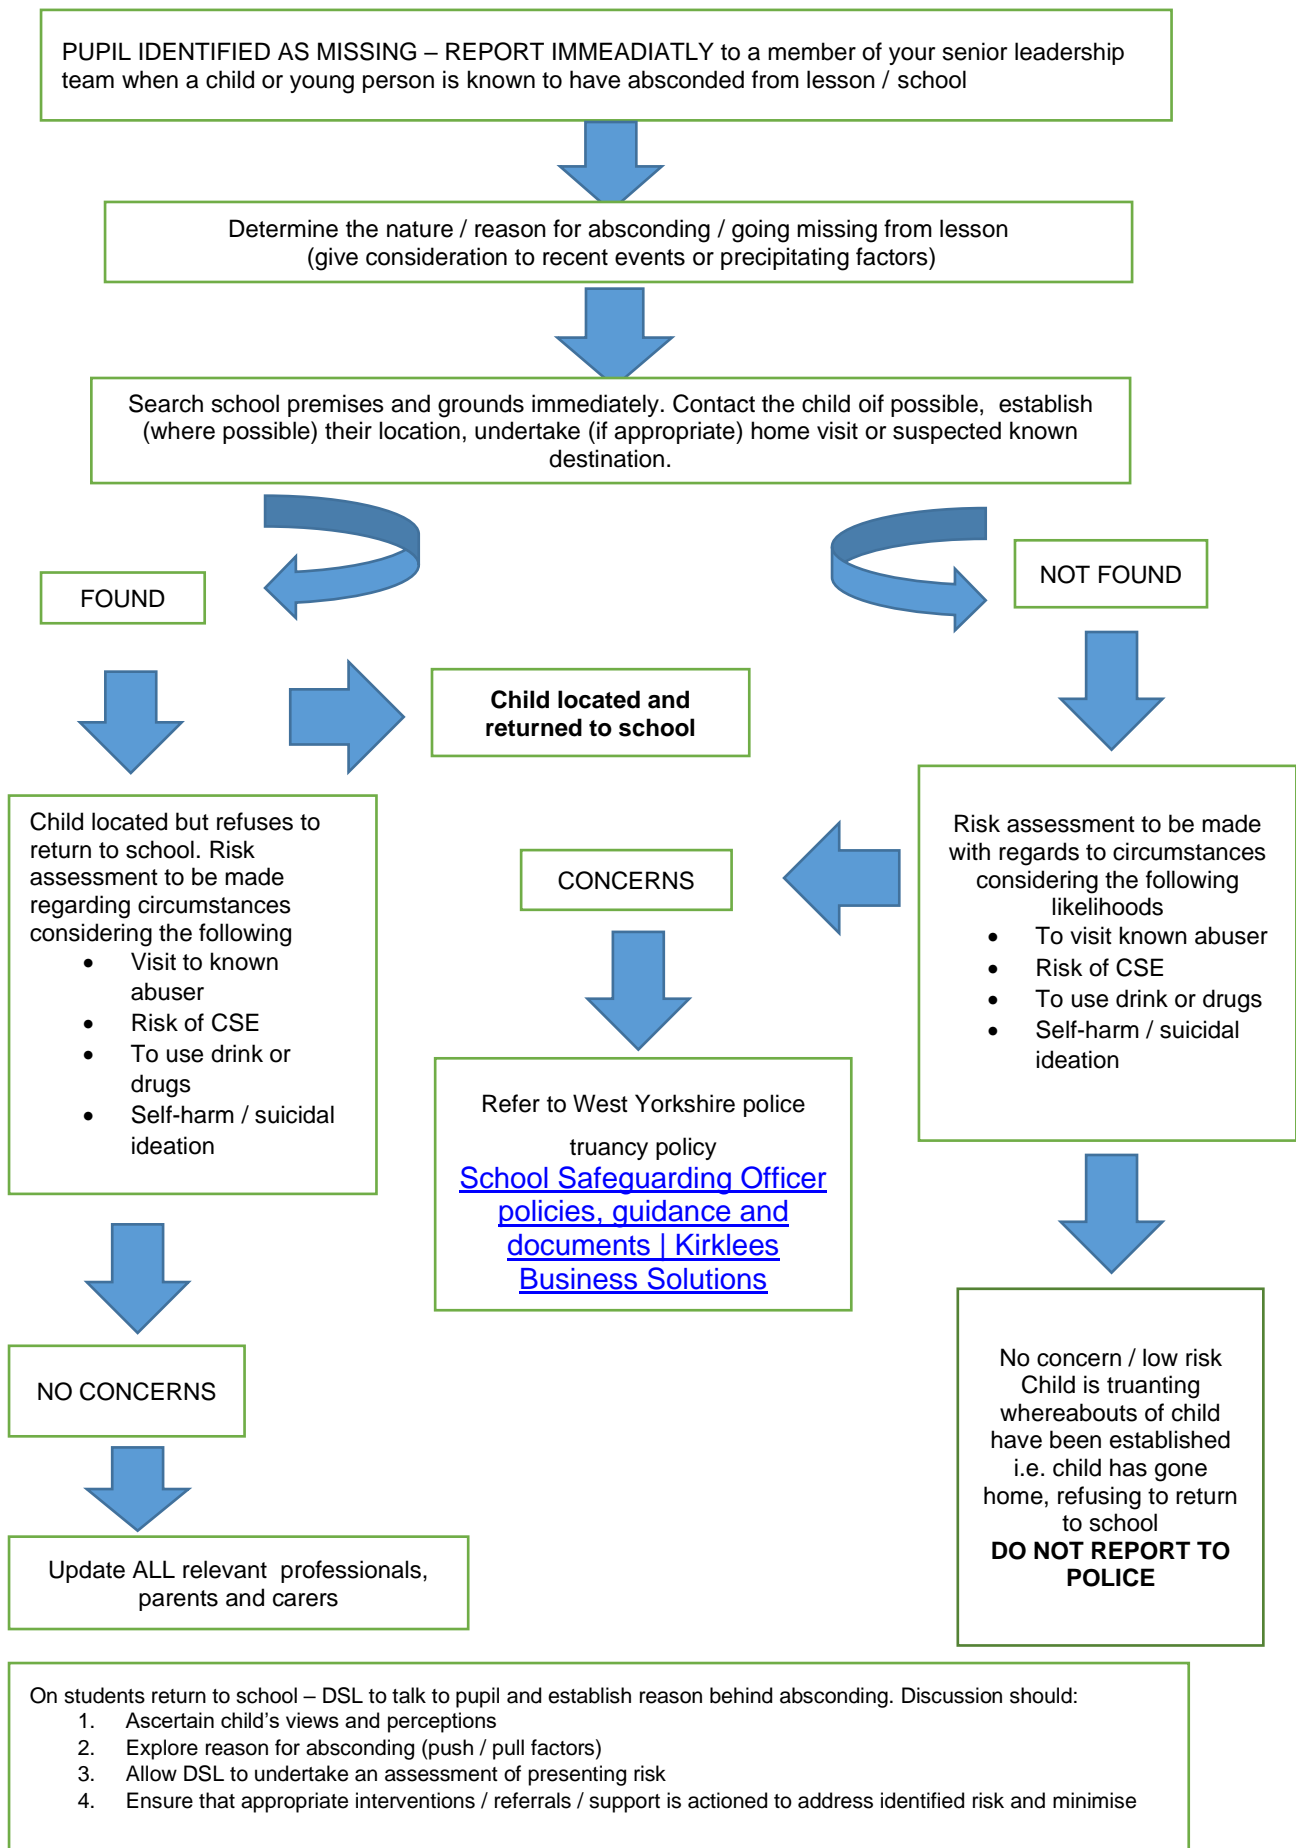 PUPIL IDENTIFIED AS MISSING – REPORT IMMEADIATLY to a member of your senior leadership
team when a child or young person is known to have absconded from lesson / school
Determine the nature / reason for absconding / going missing from lesson
(give consideration to recent events or precipitating factors)
Search school premises and grounds immediately. Contact the child oif possible, establish
(where possible) their location, undertake (if appropriate) home visit or suspected known
destination.
FOUND
NOT FOUND
Child located and
returned to school
Child located but refuses to
return to school. Risk
assessment to be made
regarding circumstances
considering the following
• Visit to known
abuser
• Risk of CSE
• To use drink or
drugs
• Self-harm / suicidal
ideation
CONCERNS
Risk assessment to be made
with regards to circumstances
considering the following
likelihoods
• To visit known abuser
• Risk of CSE
• To use drink or drugs
• Self-harm / suicidal
ideation
Refer to West Yorkshire police
truancy policy
School Safeguarding Officer
policies, guidance and
documents | Kirklees
Business Solutions
NO CONCERNS
No concern / low risk
Child is truanting
whereabouts of child
have been established
i.e. child has gone
home, refusing to return
to school
DO NOT REPORT TO
POLICE
Update ALL relevant professionals,
parents and carers
On students return to school – DSL to talk to pupil and establish reason behind absconding. Discussion should:
1. Ascertain child’s views and perceptions
2. Explore reason for absconding (push / pull factors)
3. Allow DSL to undertake an assessment of presenting risk
4. Ensure that appropriate interventions / referrals / support is actioned to address identified risk and minimise